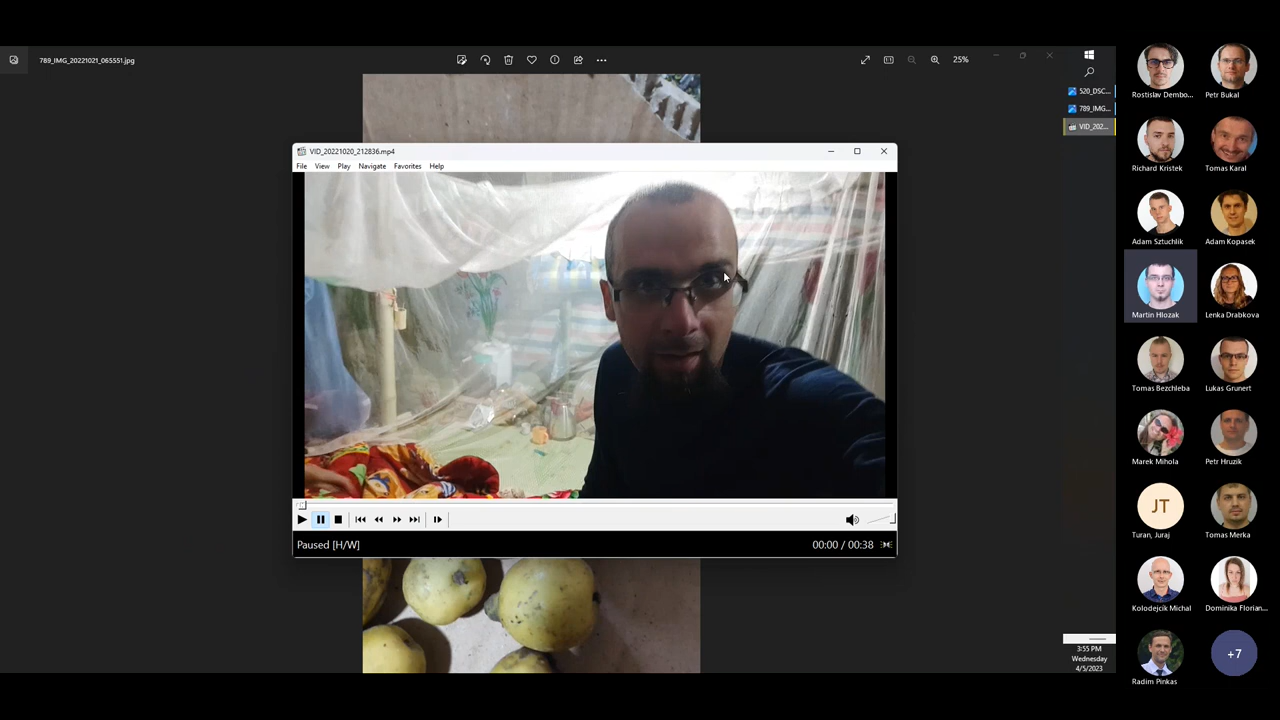 789_IMG_20221021_065551.jpg
25%
520_DSC...
789_IMG...
VID_202...
VID_20221020_212836.mp4
File View Play Navigate Favorites Help
Paused [H/W]
00:00 / 00:38
3:55 PM
Wednesday
4/5/2023
Rostislav Dembo...
Petr Bukal
Richard Kristek
Tomas Karal
Adam Sztuchlik
Adam Kopasek
Martin Hlozak
Lenka Drabkova
Tomas Bezchleba
Lukas Grunert
Marek Mihola
Petr Hruzik
JT
Turan, Juraj
Tomas Merka
Kolodejcík Michal
Dominika Florian...
Radim Pinkas
+7